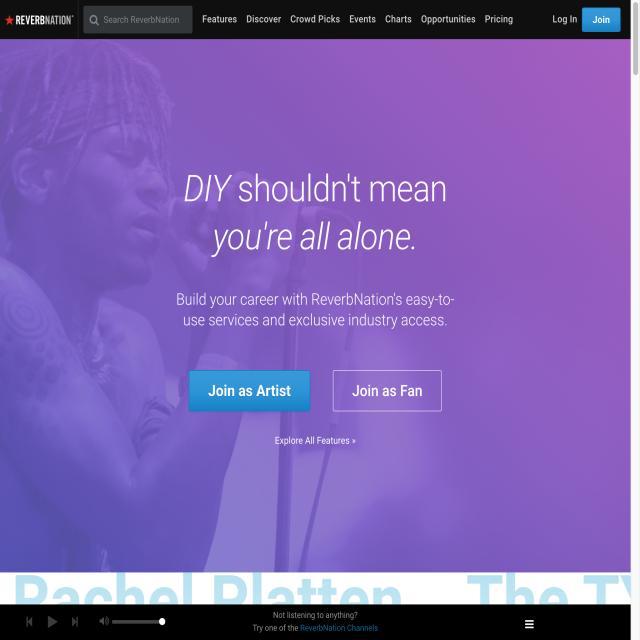 REVERBNATION
Search ReverbNation
Features Discover Crowd Picks Events Charts Opportunities Pricing
Log In Join
DIY shouldn't mean
you're all alone.
Build your career with ReverbNation's easy-to-
use services and exclusive industry access.
Join as Artist Join as Fan
Explore All Features »
Rachel Platten The
Not listening to anything?
Try one of the ReverbNation Channels